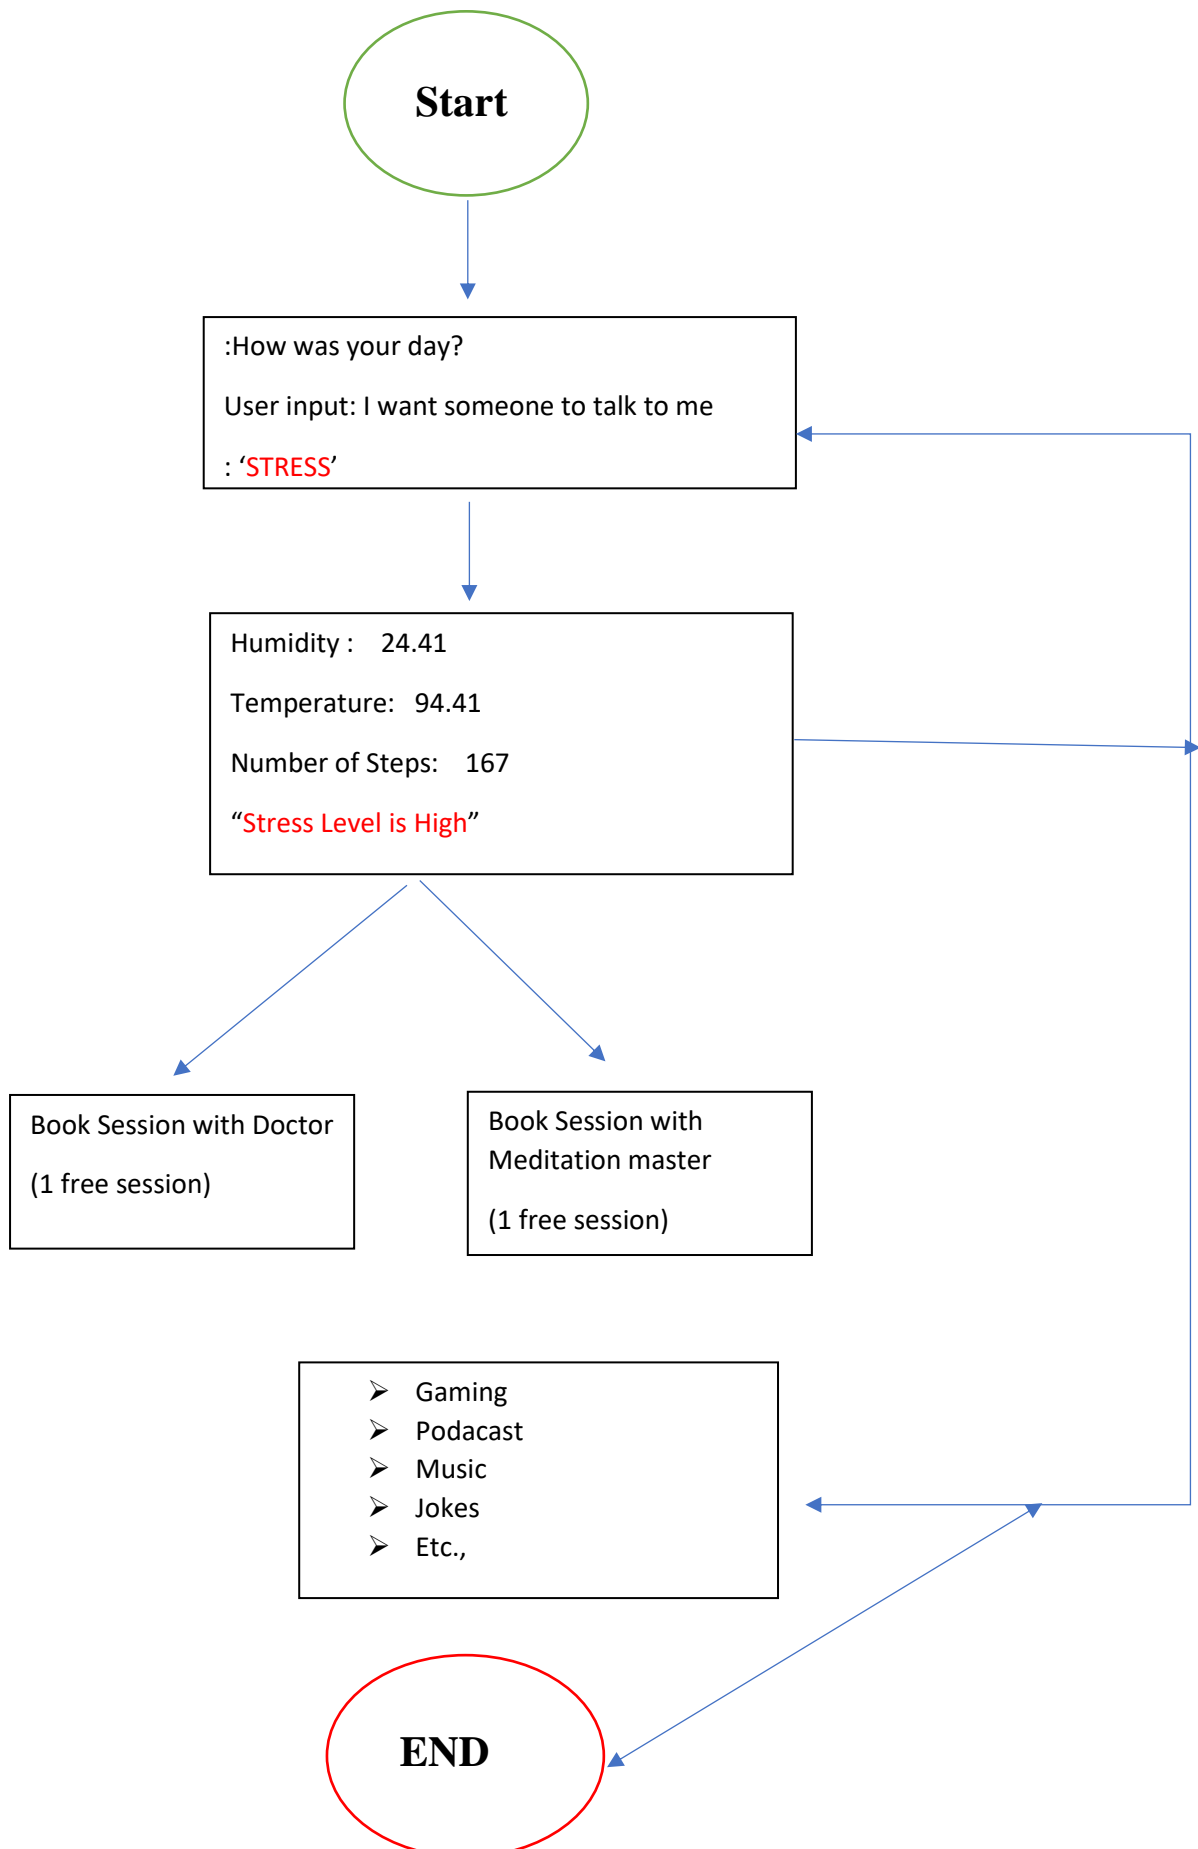 Start
:How was your day?
User input: I want someone to talk to me
: ‘STRESS’
Humidity :    24.41
Temperature:   94.41
Number of Steps:    167
“Stress Level is High”
Book Session with Doctor
(1 free session)
Book Session with
Meditation master
(1 free session)
➢ Gaming
➢ Podacast
➢ Music
➢ Jokes
➢ Etc.,
END